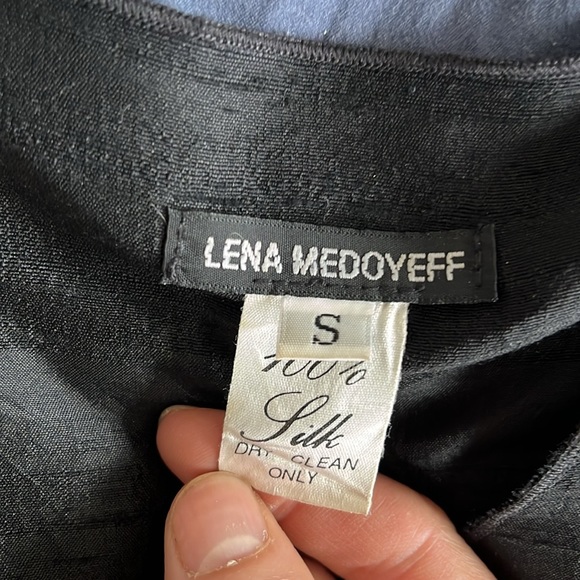 LENA MEDOYEFF
S
100%
Silk
DRY CLEAN
ONLY